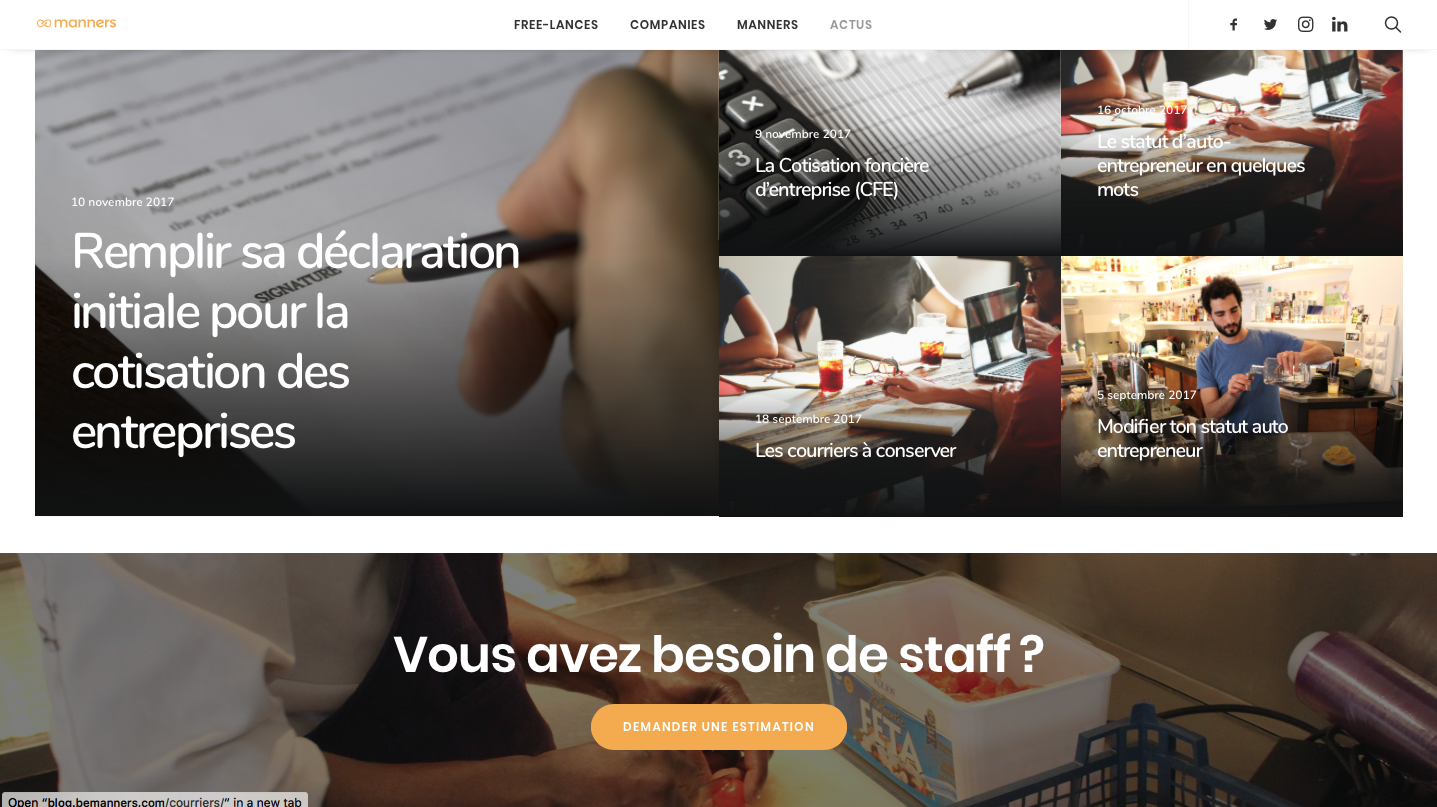 manners
FREE-LANCES
COMPANIES
MANNERS
ACTUS
10 novembre 2017
Remplir sa déclaration
initiale pour la
cotisation des
entreprises
SIGNATURE
9 novembre 2017
La Cotisation foncière
d'entreprise (CFE)
16 octobre 2017
Le statut d'auto-
entrepreneur en quelques
mots
18 septembre 2017
Les courriers à conserver
5 septembre 2017
Modifier ton statut auto
entrepreneur
Vous avez besoin de staff ?
DEMANDER UNE ESTIMATION
FETA
Open "blog.bemanners.com/courriers/" in a new tab